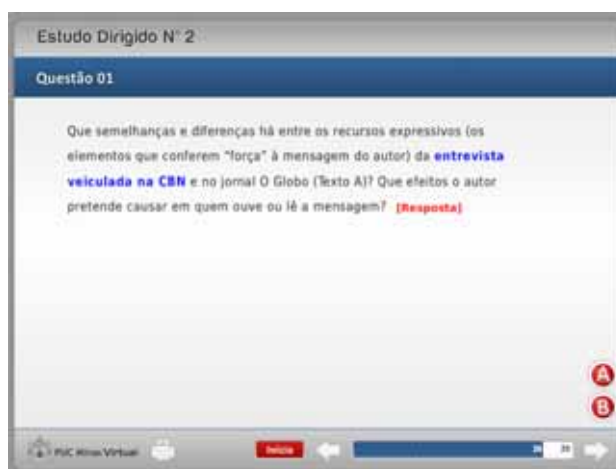 Estudo Dirigido N° 2
Questão 01
Que semelhanças e diferenças há entre os recursos expressivos (os
elementos que conferem "força" à mensagem do autor) da entrevista
veiculada na CBN e no jornal O Globo (Texto A)? Que efeitos o autor
pretende causar em quem ouve ou lê a mensagem? [Resposta]
A
B
PUC Minas Virtual
Início